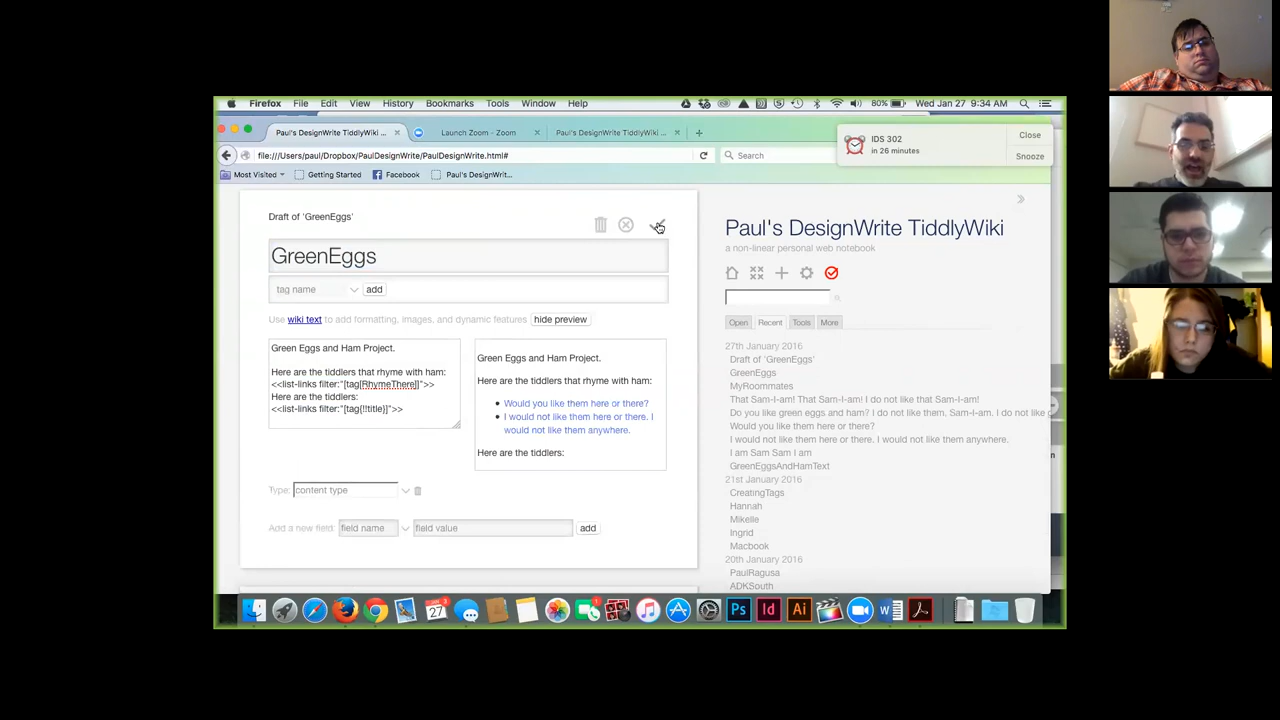 Firefox File Edit View History Bookmarks Tools Window Help 80% Wed Jan 27 9:34 AM
Paul's DesignWrite TiddlyWiki ... Launch Zoom - Zoom Paul's DesignWrite TiddlyWiki ...
IDS 302
in 26 minutes
Close
Snooze
file:///Users/paul/Dropbox/PaulDesignWrite/PaulDesignWrite.html# Search
Most Visited Getting Started Facebook Paul's DesignWrit...
Draft of 'GreenEggs'
GreenEggs
tag name add
Use wiki text to add formatting, images, and dynamic features hide preview
Green Eggs and Ham Project.
Here are the tiddlers that rhyme with ham:
<<list-links filter:"[tag[RhymeThere]]">>
Here are the tiddlers:
<<list-links filter:"[tag{!!title}]">>
Green Eggs and Ham Project.
Here are the tiddlers that rhyme with ham:
Would you like them here or there?
I would not like them here or there. I
would not like them anywhere.
Here are the tiddlers:
Type: content type
Add a new field: field name field value add
Paul's DesignWrite TiddlyWiki
a non-linear personal web notebook
Open Recent Tools More
27th January 2016
Draft of 'GreenEggs'
GreenEggs
MyRoommates
That Sam-I-am! That Sam-I-am! I do not like that Sam-I-am!
Do you like green eggs and ham? I do not like them, Sam-I-am. I do not like
Would you like them here or there?
I would not like them here or there. I would not like them anywhere.
I am Sam Sam I am
GreenEggsAndHamText
21st January 2016
CreatingTags
Hannah
Mikelle
Ingrid
Macbook
20th January 2016
PaulRagusa
ADKSouth
27
Ps Id Ai